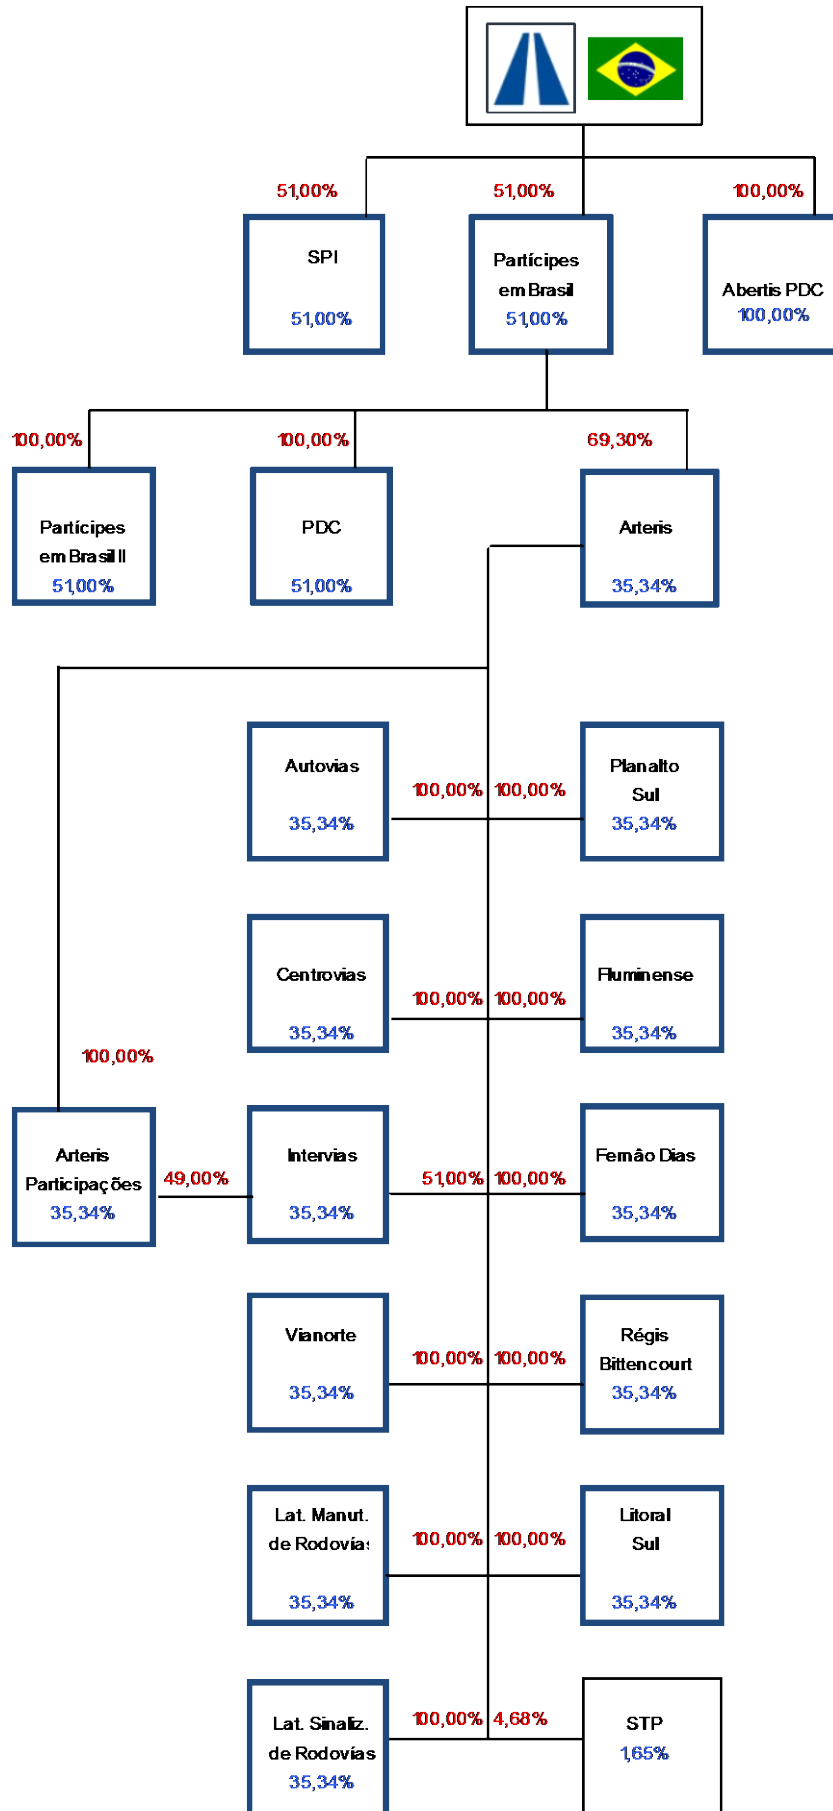 51,00% 51,00% 100,00%
SPI
51,00%
Partícipes
em Brasil
51,00%
Abertis PDC
100,00%
100,00% 100,00% 69,30%
Partícipes
em Brasil II
51,00%
PDC
51,00%
Arteris
35,34%
Autovias
35,34%
100,00% 100,00%
Planalto
Sul
35,34%
Centrovias
35,34%
100,00% 100,00%
Fluminense
35,34%
100,00%
Arteris
Participações
35,34%
49,00%
Intervias
35,34%
51,00% 100,00%
Fernâo Dias
35,34%
Vianorte
35,34%
100,00% 100,00%
Régis
Bittencourt
35,34%
Lat. Manut.
de Rodovías
35,34%
100,00% 100,00%
Litoral
Sul
35,34%
Lat. Sinaliz.
de Rodovías
35,34%
100,00% 4,68%
STP
1,65%